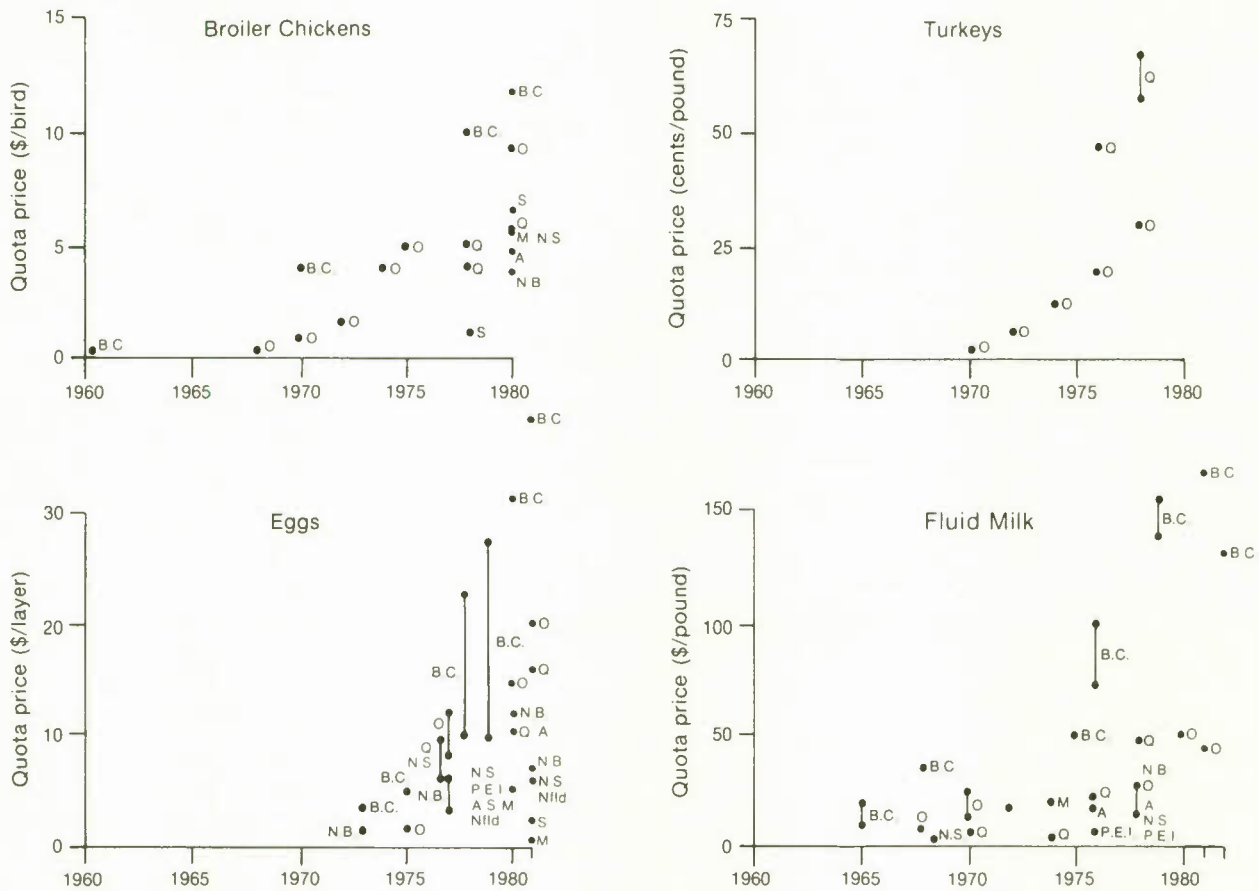 Broiler Chickens
Quota price ($/bird)
15
10
5
0
B C
B.C.
O
B.C.
O
S
Q
M N S
A
N B
O
O
Q
Q
O
O
O
S
B C
1960
1965
1970
1975
1980
Turkeys
Quota price (cents/pound)
75
50
25
0
Q
Q
O
O
O
O
O
1960
1965
1970
1975
1980
Eggs
Quota price ($/layer)
30
20
10
0
B C
B C
B.C.
B.C.
O
Q
O
N B
Q A
O
Q
N S
N B
N S
Nfld
N S
P E I
A S M
Nfld
B.C.
N B
B.C.
N B
O
S
M
1960
1965
1970
1975
1980
Fluid Milk
Quota price ($/pound)
150
100
50
0
B C
B.C.
B C
B.C.
B.C.
Q
O
O
B C
N B
O
A
N S
P E I
B.C.
O
O
M
Q
A
P.E.I
N.S
Q
Q
1960
1965
1970
1975
1980